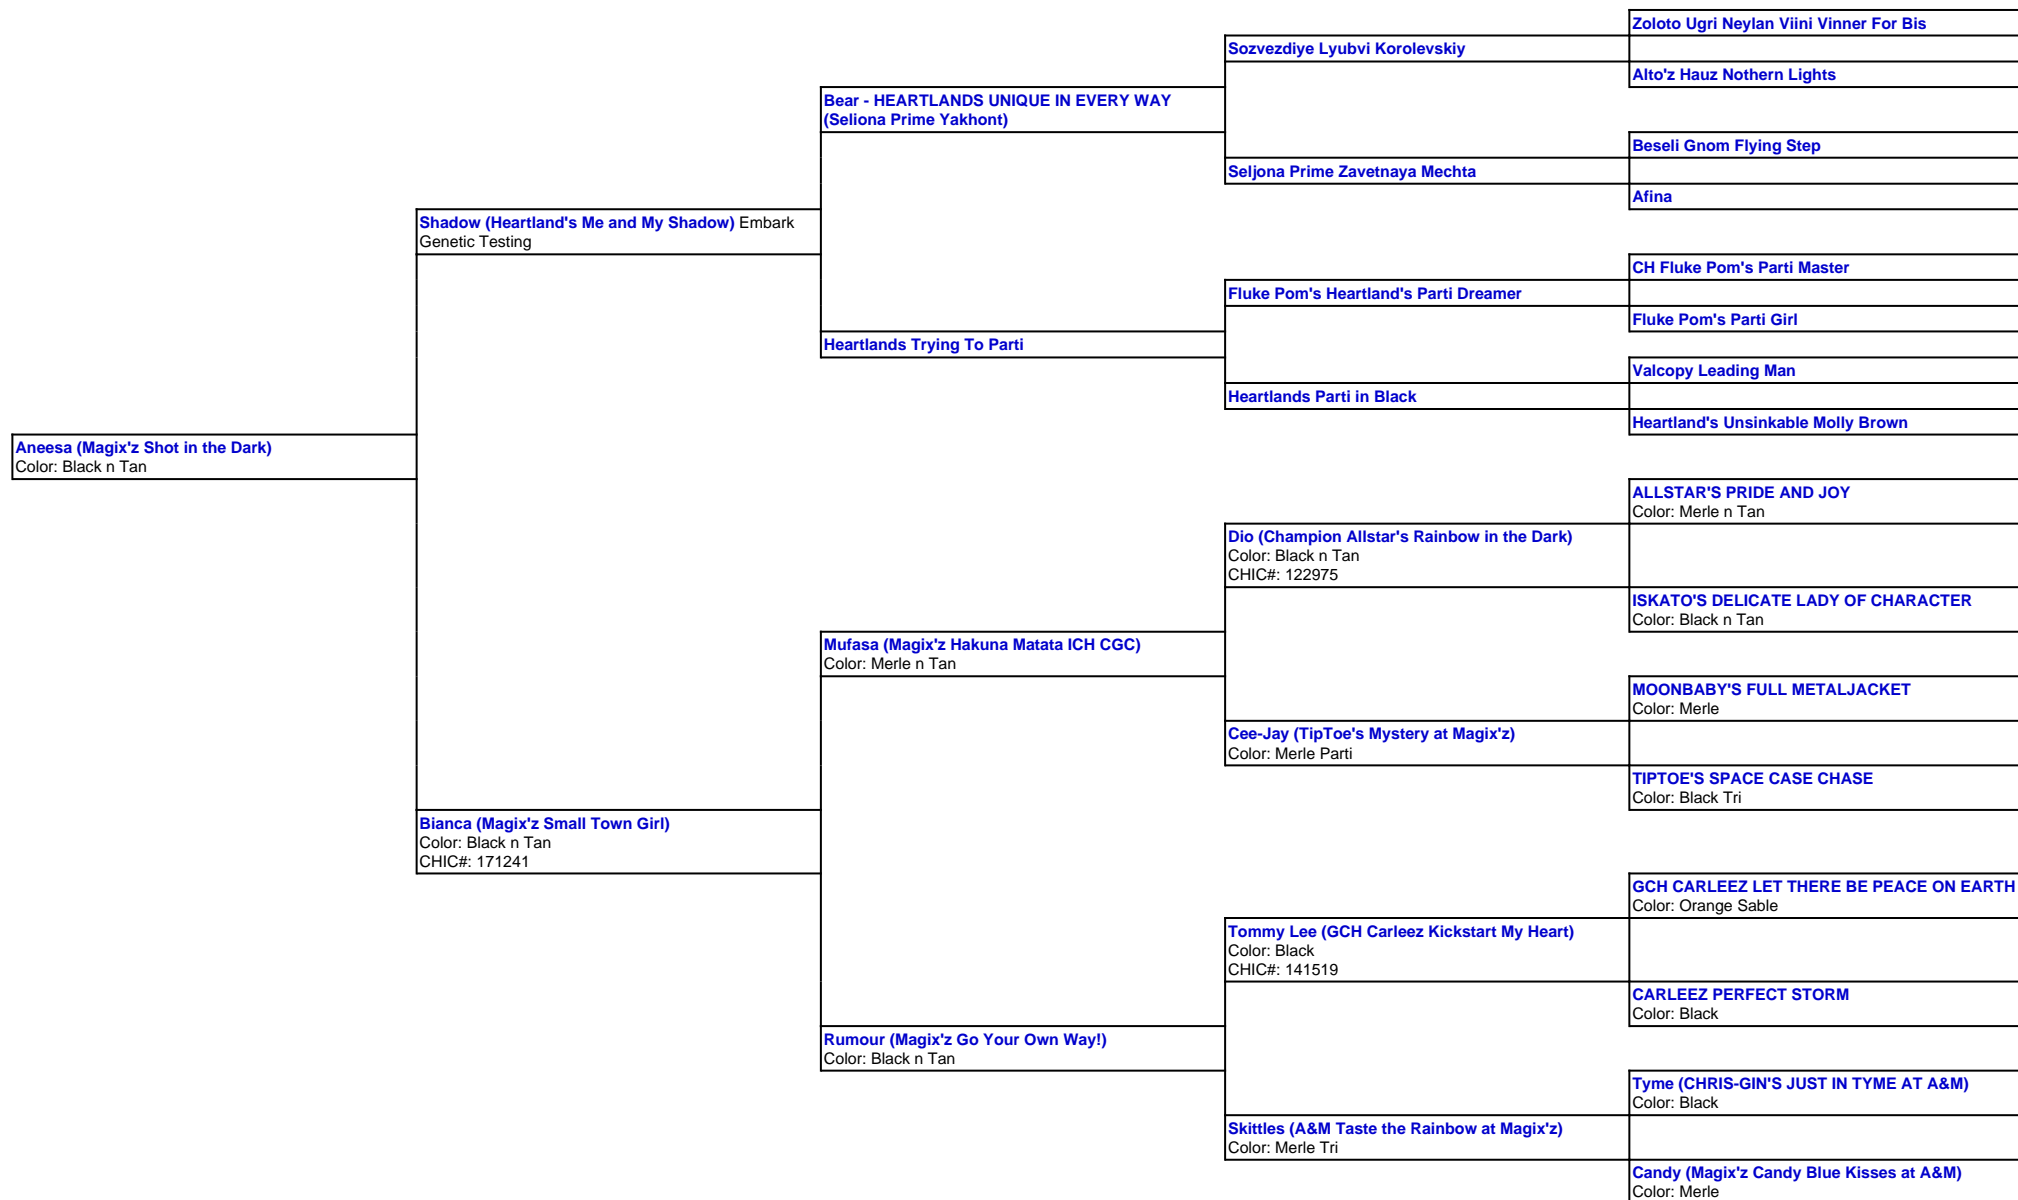 Zoloto Ugri Neylan Viini Vinner For Bis
Sozvezdiye Lyubvi Korolevskiy
Alto'z Hauz Nothern Lights
Bear - HEARTLANDS UNIQUE IN EVERY WAY
(Seliona Prime Yakhont)
Beseli Gnom Flying Step
Seljona Prime Zavetnaya Mechta
Afina
Shadow (Heartland's Me and My Shadow) Embark
Genetic Testing
CH Fluke Pom's Parti Master
Fluke Pom's Heartland's Parti Dreamer
Fluke Pom's Parti Girl
Heartlands Trying To Parti
Valcopy Leading Man
Heartlands Parti in Black
Heartland's Unsinkable Molly Brown
Aneesa (Magix'z Shot in the Dark)
Color: Black n Tan
ALLSTAR'S PRIDE AND JOY
Color: Merle n Tan
Dio (Champion Allstar's Rainbow in the Dark)
Color: Black n Tan
CHIC#: 122975
ISKATO'S DELICATE LADY OF CHARACTER
Color: Black n Tan
Mufasa (Magix'z Hakuna Matata ICH CGC)
Color: Merle n Tan
MOONBABY'S FULL METALJACKET
Color: Merle
Cee-Jay (TipToe's Mystery at Magix'z)
Color: Merle Parti
TIPTOE'S SPACE CASE CHASE
Color: Black Tri
Bianca (Magix'z Small Town Girl)
Color: Black n Tan
CHIC#: 171241
GCH CARLEEZ LET THERE BE PEACE ON EARTH
Color: Orange Sable
Tommy Lee (GCH Carleez Kickstart My Heart)
Color: Black
CHIC#: 141519
CARLEEZ PERFECT STORM
Color: Black
Rumour (Magix'z Go Your Own Way!)
Color: Black n Tan
Tyme (CHRIS-GIN'S JUST IN TYME AT A&M)
Color: Black
Skittles (A&M Taste the Rainbow at Magix'z)
Color: Merle Tri
Candy (Magix'z Candy Blue Kisses at A&M)
Color: Merle